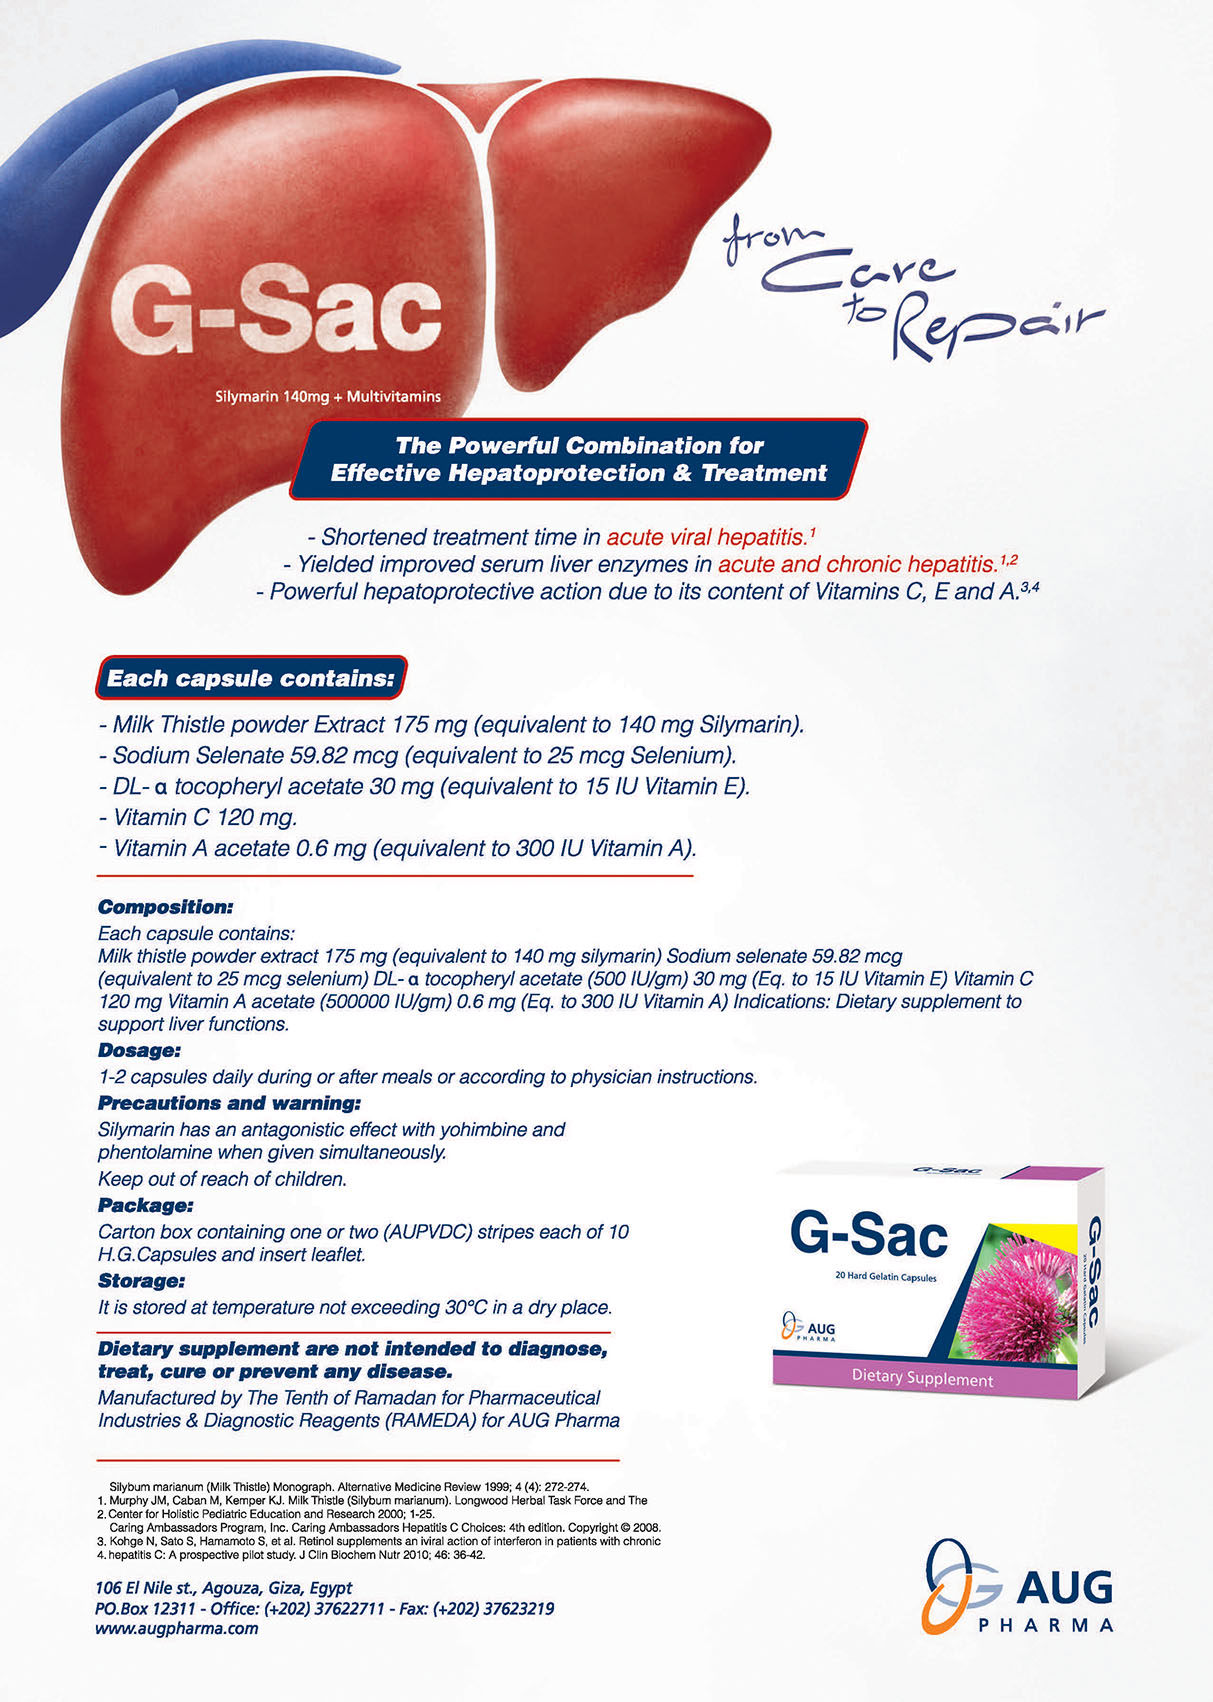 G-Sac
Silymarin 140mg + Multivitamins
from
Care
to Repair
The Powerful Combination for
Effective Hepatoprotection & Treatment
- Shortened treatment time in acute viral hepatitis.1
- Yielded improved serum liver enzymes in acute and chronic hepatitis.1,2
- Powerful hepatoprotective action due to its content of Vitamins C, E and A.3,4
Each capsule contains:
- Milk Thistle powder Extract 175 mg (equivalent to 140 mg Silymarin).
- Sodium Selenate 59.82 mcg (equivalent to 25 mcg Selenium).
- DL- α tocopheryl acetate 30 mg (equivalent to 15 IU Vitamin E).
- Vitamin C 120 mg.
- Vitamin A acetate 0.6 mg (equivalent to 300 IU Vitamin A).
Composition:
Each capsule contains:
Milk thistle powder extract 175 mg (equivalent to 140 mg silymarin) Sodium selenate 59.82 mcg
(equivalent to 25 mcg selenium) DL- α tocopheryl acetate (500 IU/gm) 30 mg (Eq. to 15 IU Vitamin E) Vitamin C
120 mg Vitamin A acetate (500000 IU/gm) 0.6 mg (Eq. to 300 IU Vitamin A) Indications: Dietary supplement to
support liver functions.
Dosage:
1-2 capsules daily during or after meals or according to physician instructions.
Precautions and warning:
Silymarin has an antagonistic effect with yohimbine and
phentolamine when given simultaneously.
Keep out of reach of children.
Package:
Carton box containing one or two (AUPVDC) stripes each of 10
H.G.Capsules and insert leaflet.
Storage:
It is stored at temperature not exceeding 30°C in a dry place.
Dietary supplement are not intended to diagnose,
treat, cure or prevent any disease.
Manufactured by The Tenth of Ramadan for Pharmaceutical
Industries & Diagnostic Reagents (RAMEDA) for AUG Pharma
G-Sac
G-Sac
20 Hard Gelatin Capsules
AUG
PHARMA
Dietary Supplement
G-Sac
20 Hard Gelatin Capsules
Silybum marianum (Milk Thistle) Monograph. Alternative Medicine Review 1999; 4 (4): 272-274.
1. Murphy JM, Caban M, Kemper KJ. Milk Thistle (Silybum marianum). Longwood Herbal Task Force and The
2. Center for Holistic Pediatric Education and Research 2000; 1-25.
Caring Ambassadors Program, Inc. Caring Ambassadors Hepatitis C Choices: 4th edition. Copyright © 2008.
3. Kohge N, Sato S, Hamamoto S, et al. Retinol supplements an iviral action of interferon in patients with chronic
4. hepatitis C: A prospective pilot study. J Clin Biochem Nutr 2010; 46: 36-42.
106 El Nile st., Agouza, Giza, Egypt
PO.Box 12311 - Office: (+202) 37622711 - Fax: (+202) 37623219
www.augpharma.com
AUG
PHARMA